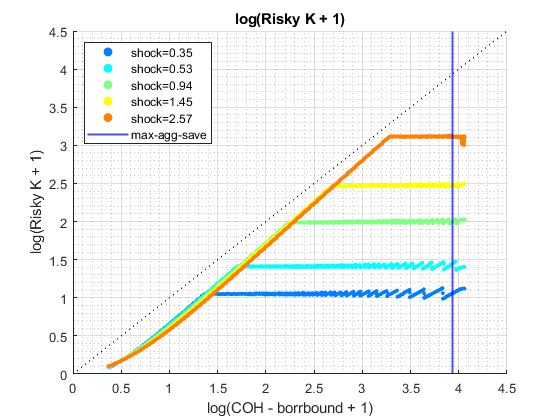 log(Risky K + 1)
4.5
4
3.5
3
2.5
2
1.5
1
0.5
0
log(Risky K + 1)
shock=0.35
shock=0.53
shock=0.94
shock=1.45
shock=2.57
max-agg-save
0
0.5
1
1.5
2
2.5
3
3.5
4
4.5
log(COH - borrbound + 1)